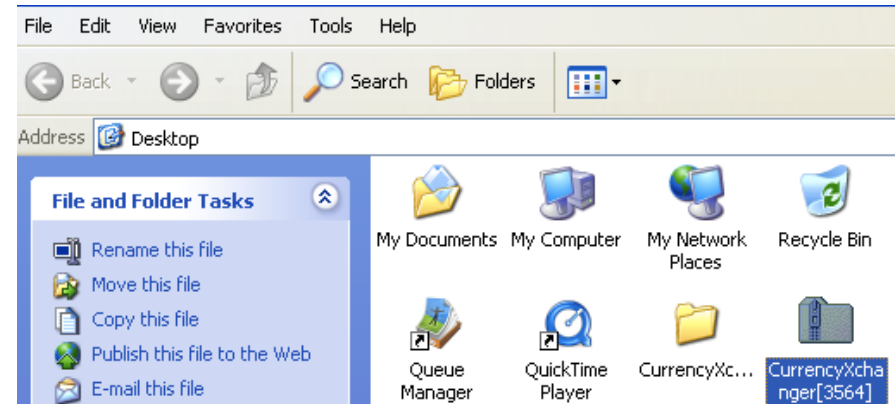 File Edit View Favorites Tools Help
Back Search Folders
Address Desktop
File and Folder Tasks
Rename this file
Move this file
Copy this file
Publish this file to the Web
E-mail this file
My Documents My Computer My Network Places Recycle Bin
Queue Manager QuickTime Player CurrencyXc... CurrencyXchanger[3564]